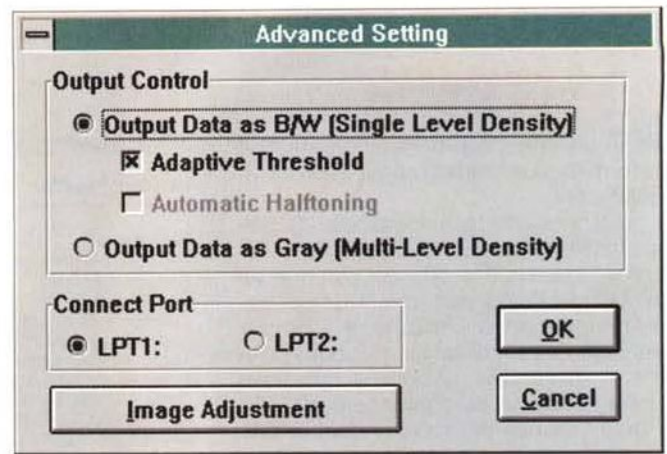 Advanced Setting
Output Control
Output Data as B/W (Single Level Density)
Adaptive Threshold
Automatic Halftoning
Output Data as Gray (Multi-Level Density)
Connect Port
LPT1:
LPT2:
OK
Cancel
Image Adjustment